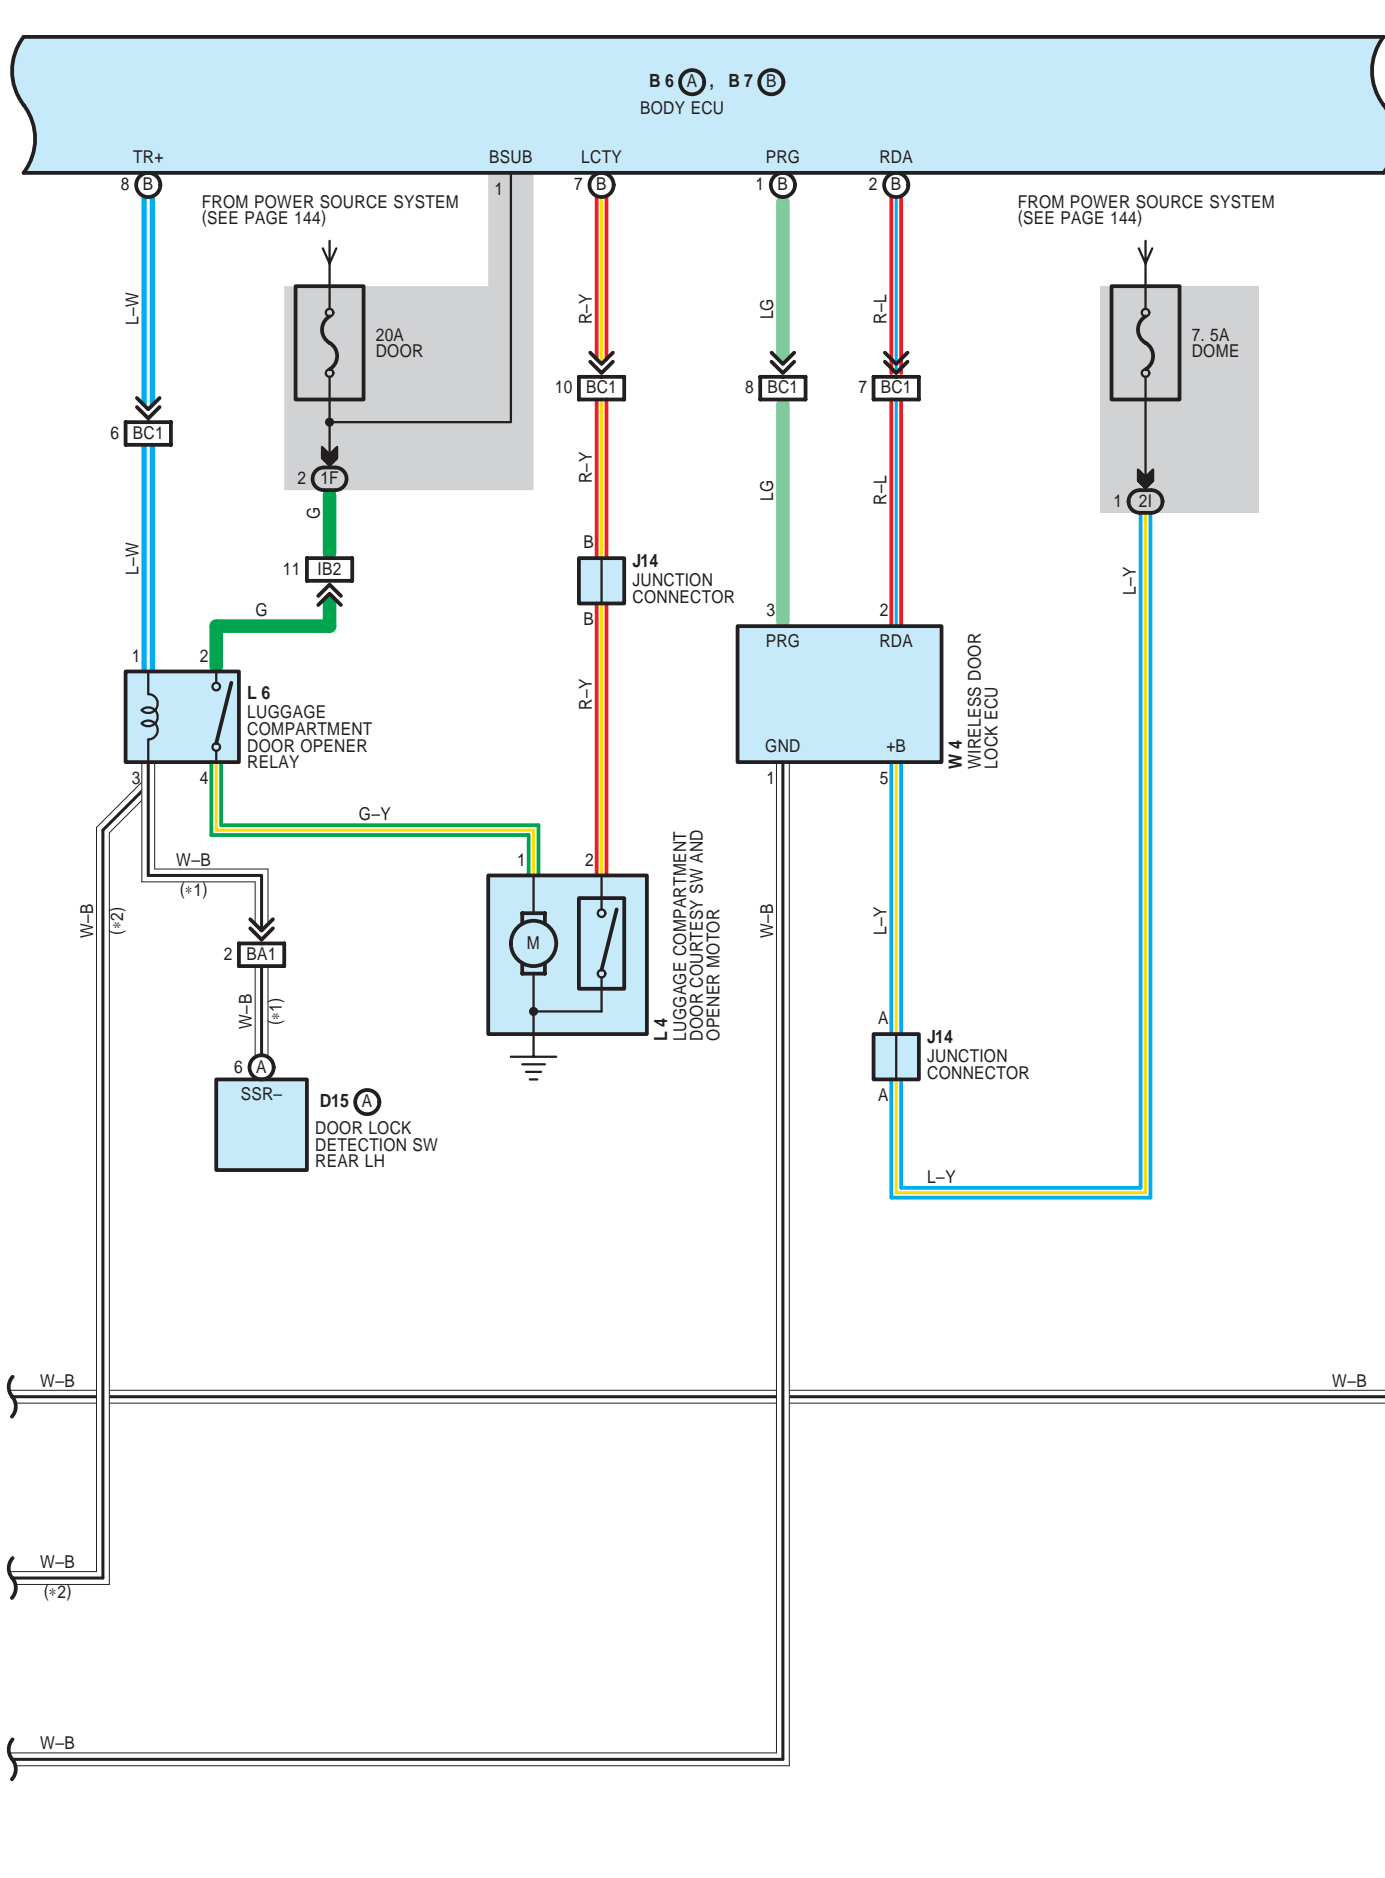 B 6 A , B 7 B
BODY ECU
TR+
BSUB
LCTY
PRG
RDA
8 B
1
7 B
1 B
2 B
FROM POWER SOURCE SYSTEM
(SEE PAGE 144)
FROM POWER SOURCE SYSTEM
(SEE PAGE 144)
L–W
R–Y
LG
R–L
20A
DOOR
7. 5A
DOME
10 BC1
8 BC1
7 BC1
6 BC1
2 1F
R–Y
LG
R–L
1 2I
G
L–W
B
11 IB2
J14
JUNCTION
CONNECTOR
L–Y
G
B
3
2
1
2
PRG
RDA
L 6
LUGGAGE
COMPARTMENT
DOOR OPENER
RELAY
R–Y
W 4
WIRELESS DOOR
LOCK ECU
GND
+B
3
4
1
5
G–Y
W–B
(*1)
1
2
L 4
LUGGAGE COMPARTMENT
DOOR COURTESY SW AND
OPENER MOTOR
W–B
(*2)
M
W–B
L–Y
2 BA1
W–B
(*1)
A
6 A
SSR–
J14
JUNCTION
CONNECTOR
A
D15 A
DOOR LOCK
DETECTION SW
REAR LH
L–Y
W–B
W–B
W–B
(*2)
W–B